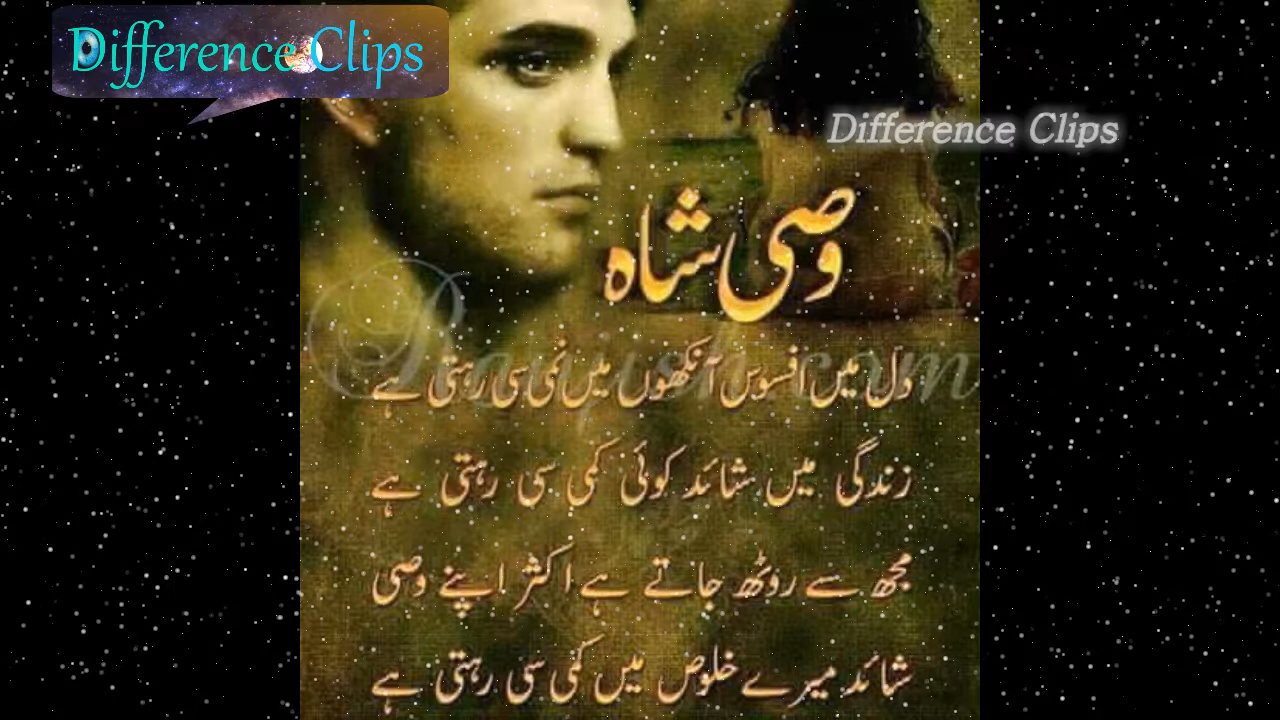 Difference Clips
Difference Clips
وصی شاہ
دل میں افسوس آنکھوں میں نمی سی رہتی ہے
زندگی میں شائد کوئی کمی سی رہتی ہے
مجھ سے روٹھ جاتے ہے اکثر اپنے وصی
شائد میرے خلوص میں کمی سی رہتی ہے